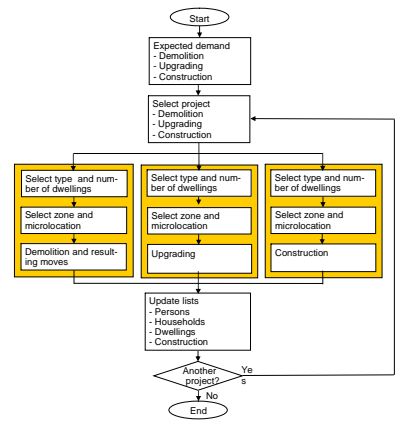 Start
Expected demand
- Demolition
- Upgrading
- Construction
Select project
- Demolition
- Upgrading
- Construction
Select type and num-
ber of dwellings
Select zone and
microlocation
Demolition and result-
ing moves
Select type and num-
ber of dwellings
Select zone and
microlocation
Upgrading
Select type and num-
ber of dwellings
Select zone and
microlocation
Construction
Update lists
- Persons
- Households
- Dwellings
- Construction
Another
project?
Ye
s
No
End